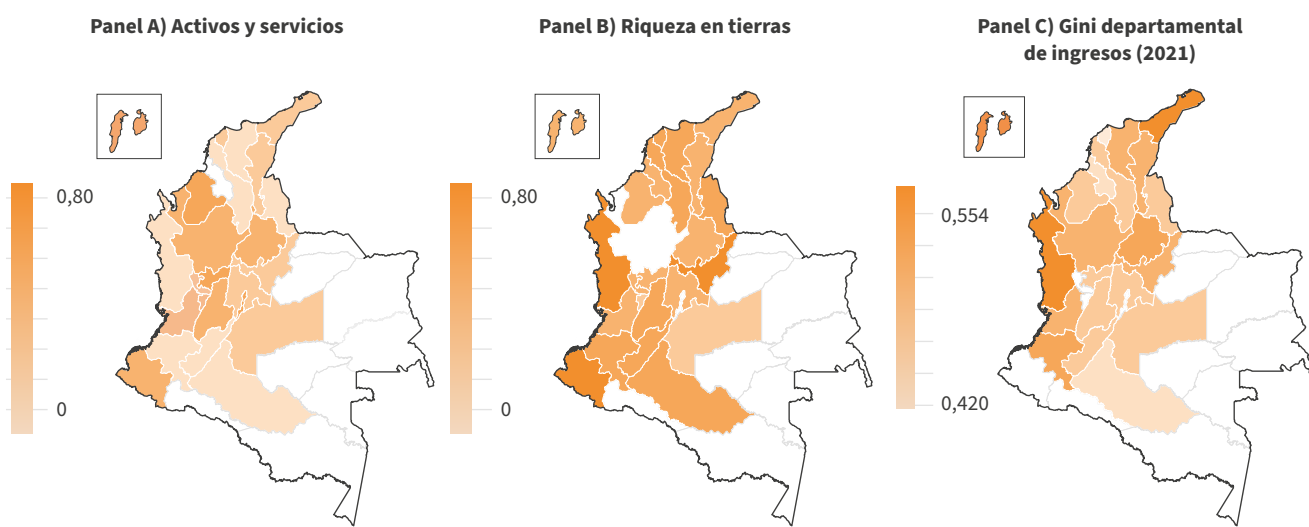 Panel A) Activos y servicios
0,80
0
Panel B) Riqueza en tierras
0,80
0
Panel C) Gini departamental
de ingresos (2021)
0,554
0,420